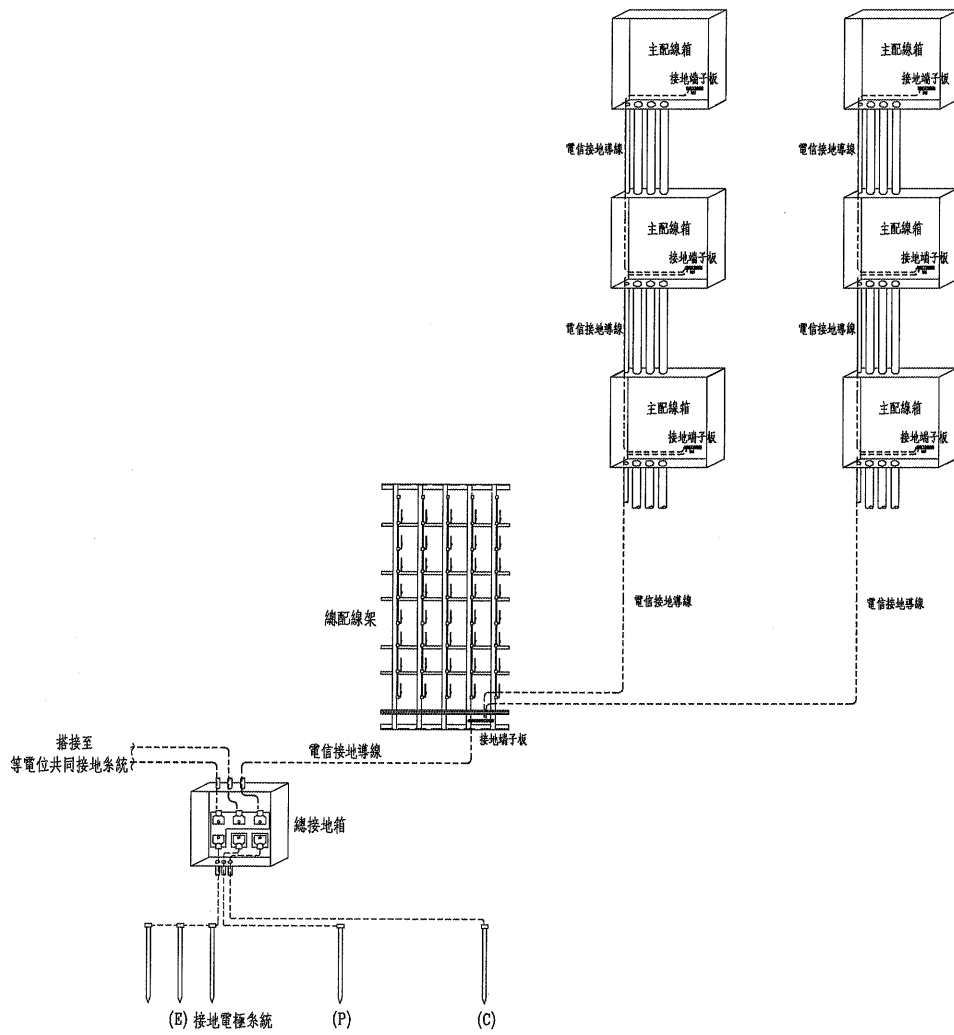 主配線箱
主配線箱
接地端子板
接地端子板
電信接地導線
電信接地導線
主配線箱
主配線箱
接地端子板
接地端子板
電信接地導線
電信接地導線
主配線箱
主配線箱
接地端子板
接地端子板
電信接地導線
電信接地導線
總配線架
接地端子板
搭接至
等電位共同接地系統
電信接地導線
總接地箱
(E) 接地電極系統
(P)
(C)